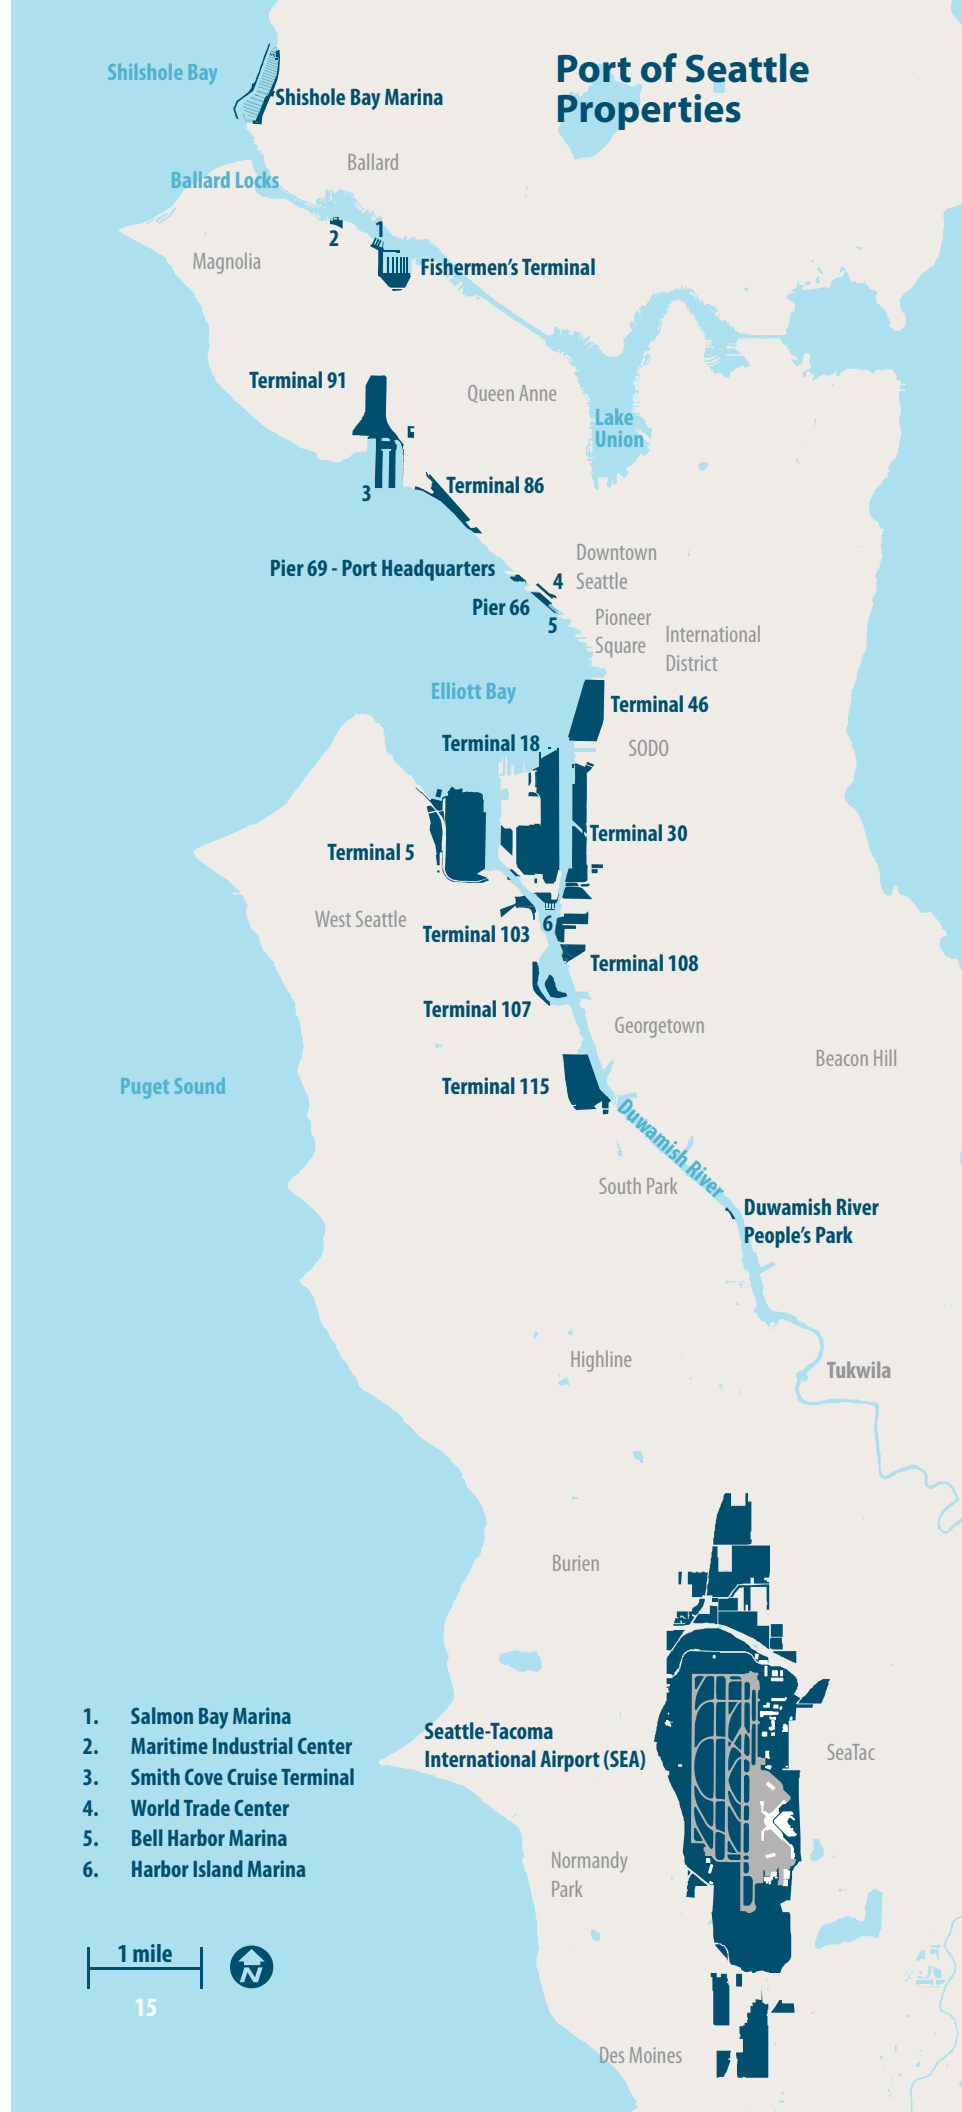 Port of Seattle
Properties
Shilshole Bay
Shishole Bay Marina
Ballard
Ballard Locks
1
2
Magnolia
Fishermen's Terminal
Terminal 91
Queen Anne
Lake
Union
3
Terminal 86
Downtown
Seattle
Pier 69 - Port Headquarters
4
Pier 66
5
Pioneer
Square
International
District
Elliott Bay
Terminal 46
Terminal 18
SODO
Terminal 30
Terminal 5
West Seattle
6
Terminal 103
Terminal 108
Terminal 107
Georgetown
Beacon Hill
Puget Sound
Terminal 115
Duwamish River
South Park
Duwamish River
People's Park
Highline
Tukwila
Burien
Seattle-Tacoma
International Airport (SEA)
SeaTac
Normandy
Park
Des Moines
1. Salmon Bay Marina
2. Maritime Industrial Center
3. Smith Cove Cruise Terminal
4. World Trade Center
5. Bell Harbor Marina
6. Harbor Island Marina
1 mile
N
15